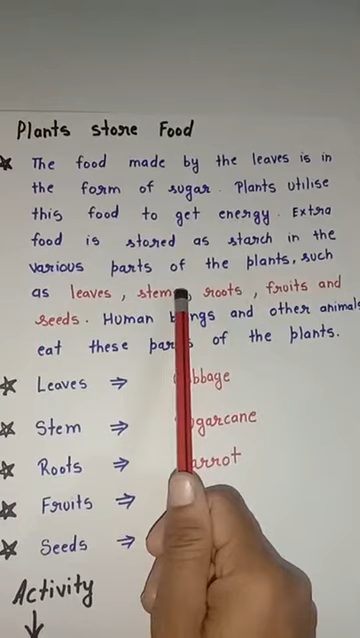 Plants store Food
The food made by the leaves is in
the form of sugar. Plants utilise
this food to get energy. Extra
food is stored as starch in the
various parts of the plants, such
as leaves, stem, roots, fruits and
seeds. Human and other animals
eat these of the plants.
Leaves ⇒
Stem ⇒
Roots ⇒
Fruits ⇒
Seeds ⇒
Activity